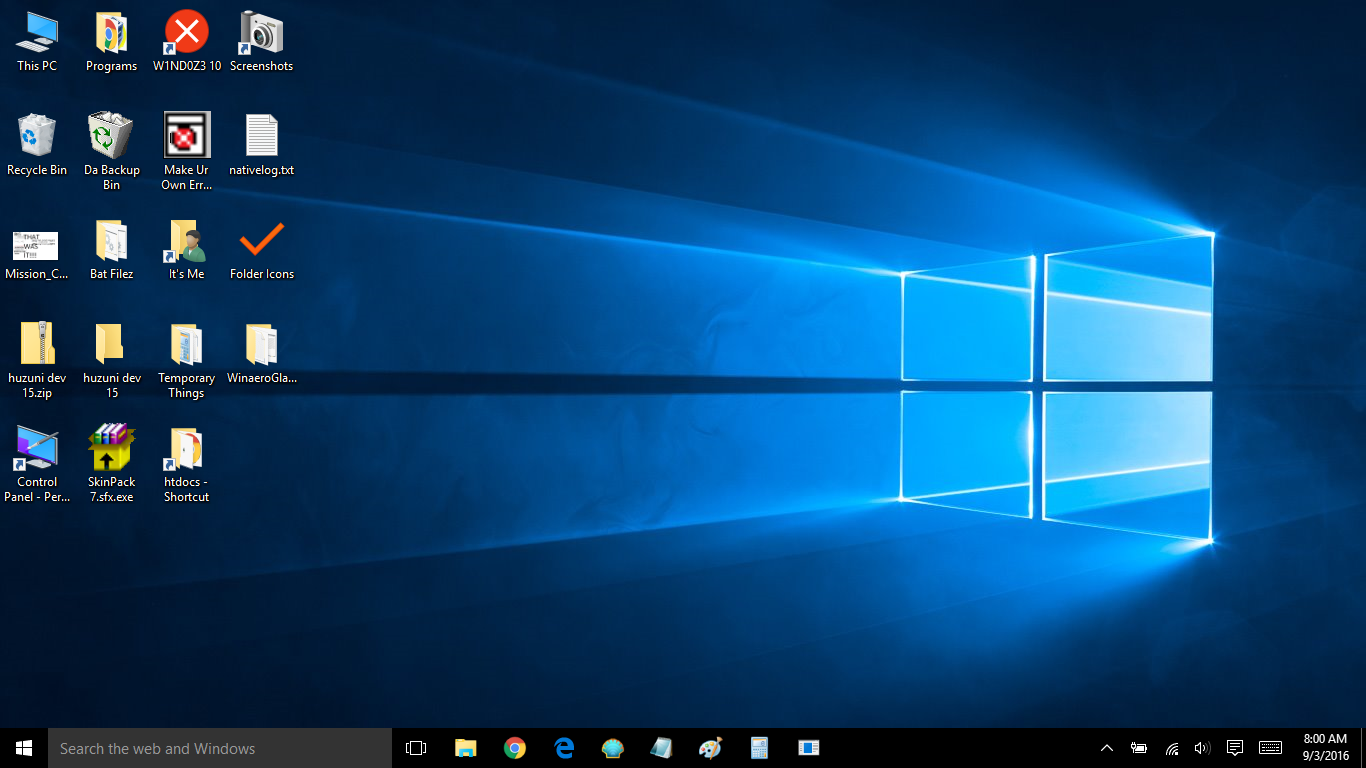 This PC
Programs
W1ND0Z3 10
Screenshots
Recycle Bin
Da Backup
Bin
Make Ur
Own Err...
nativelog.txt
THAT
WAS
IT!!!!
Mission_C...
Bat Filez
It's Me
Folder Icons
huzuni dev
15.zip
huzuni dev
15
Temporary
Things
WinaeroGla...
Control
Panel - Per...
SkinPack
7.sfx.exe
htdocs -
Shortcut
Search the web and Windows
8:00 AM
9/3/2016